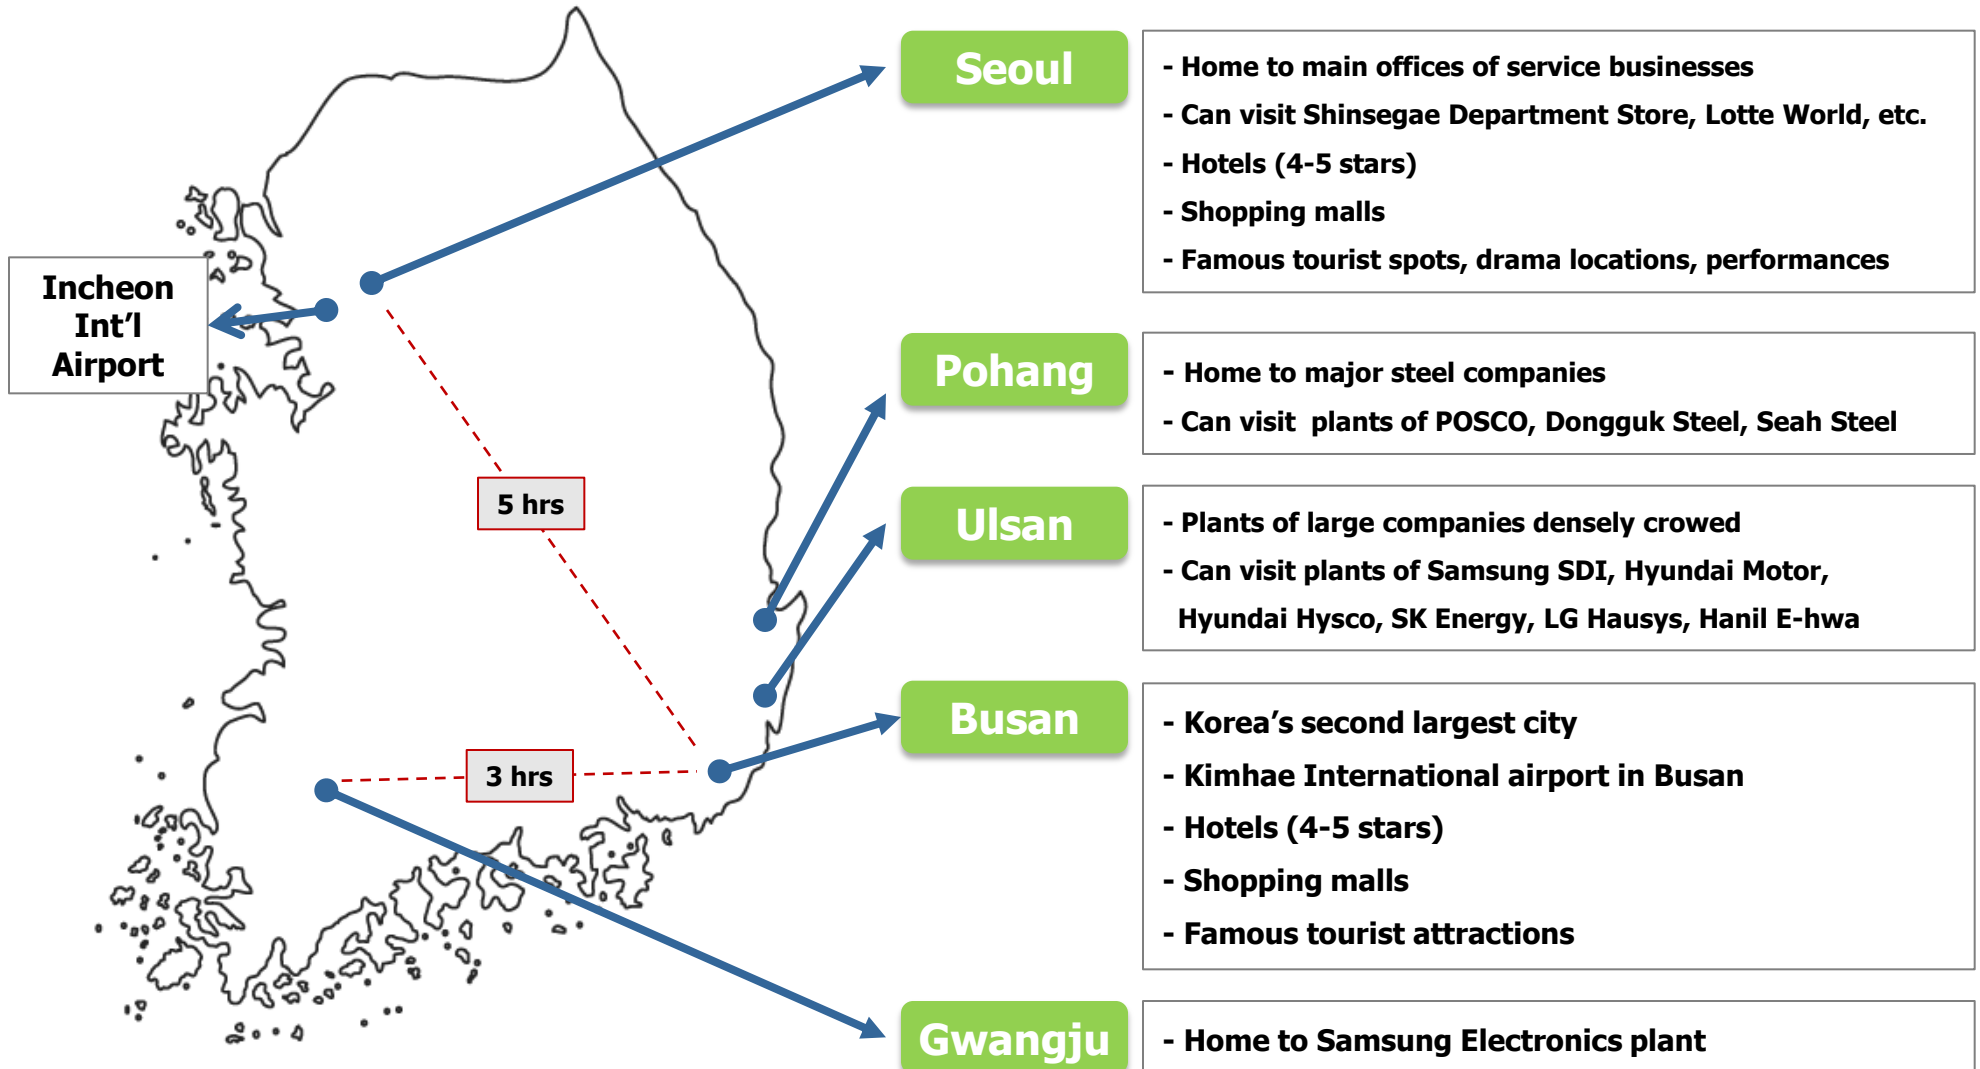 Seoul
- Home to main offices of service businesses
- Can visit Shinsegae Department Store, Lotte World, etc.
- Hotels (4-5 stars)
- Shopping malls
- Famous tourist spots, drama locations, performances
Incheon
Int’l
Airport
Pohang
- Home to major steel companies
- Can visit  plants of POSCO, Dongguk Steel, Seah Steel
5 hrs
Ulsan
- Plants of large companies densely crowed
- Can visit plants of Samsung SDI, Hyundai Motor,
Hyundai Hysco, SK Energy, LG Hausys, Hanil E-hwa
Busan
- Korea’s second largest city
- Kimhae International airport in Busan
- Hotels (4-5 stars)
- Shopping malls
- Famous tourist attractions
3 hrs
Gwangju
- Home to Samsung Electronics plant